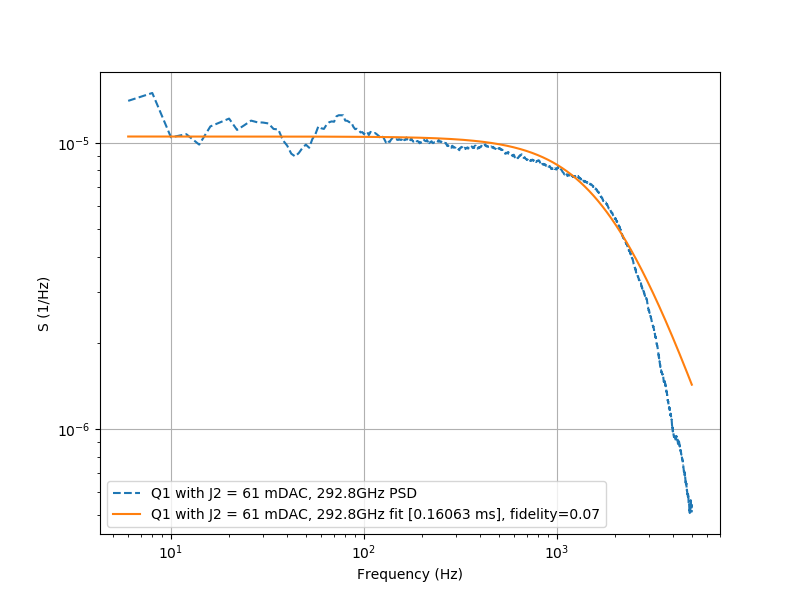 10⁻⁵
10⁻⁶
S (1/Hz)
Q1 with J2 = 61 mDAC, 292.8GHz PSD
Q1 with J2 = 61 mDAC, 292.8GHz fit [0.16063 ms], fidelity=0.07
10¹ 10² 10³
Frequency (Hz)